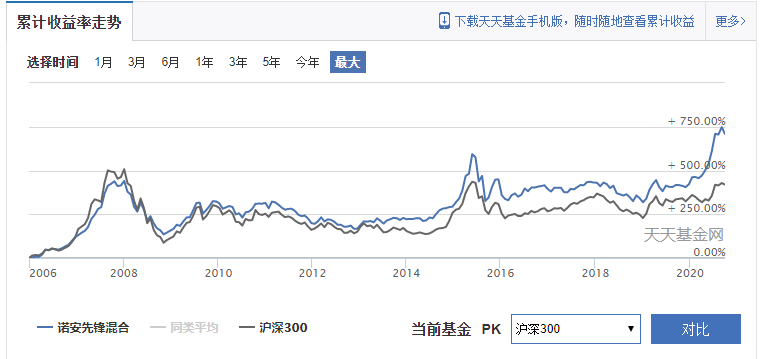 累计收益率走势
下载天天基金手机版，随时随地查看累计收益 更多>
选择时间 1月 3月 6月 1年 3年 5年 今年 最大
+ 750.00%
+ 500.00%
+ 250.00%
天天基金网
0.00%
2006 2008 2010 2012 2014 2016 2018 2020
诺安先锋混合 同类平均 沪深300 当前基金 PK 沪深300 对比